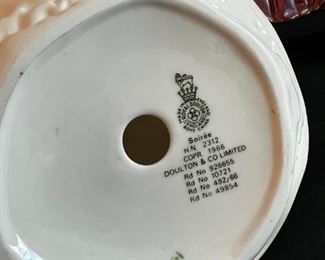 Soirée
H.N. 2312
COPR. 1966
DOULTON & CO LIMITED
Rd No 926655
Rd No 10721
Rd No 492/66
Rd No 49854